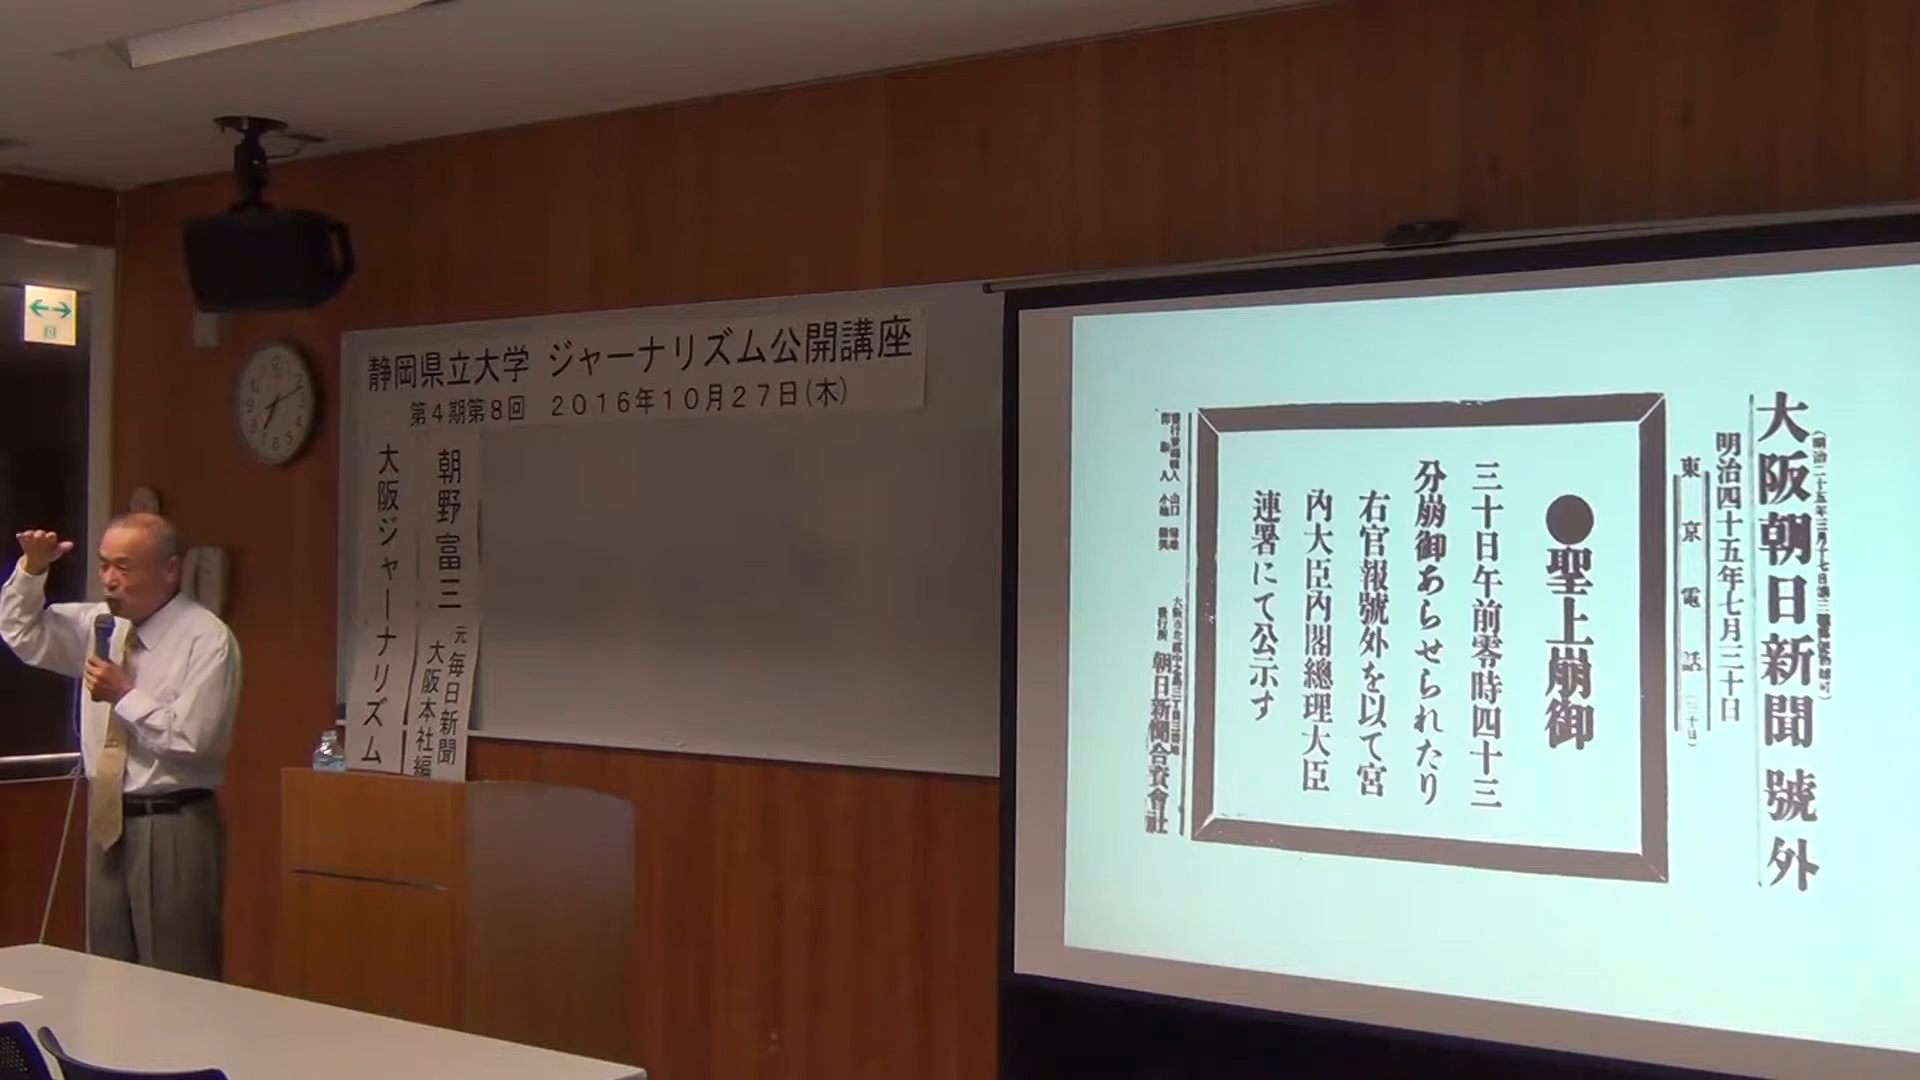 静岡県立大学 ジャーナリズム公開講座
第4期第8回 2016年10月27日(木)
朝野富三
元毎日新聞
大阪本社編
大阪ジャーナリズム
大阪朝日新聞 號外
明治四十五年七月三十日
東京電話
●聖上崩御
三十日午前零時四十三
分崩御あらせられたり
右官報號外を以て宮
內大臣內閣總理大臣
連署にて公示す
朝日新聞合資會社